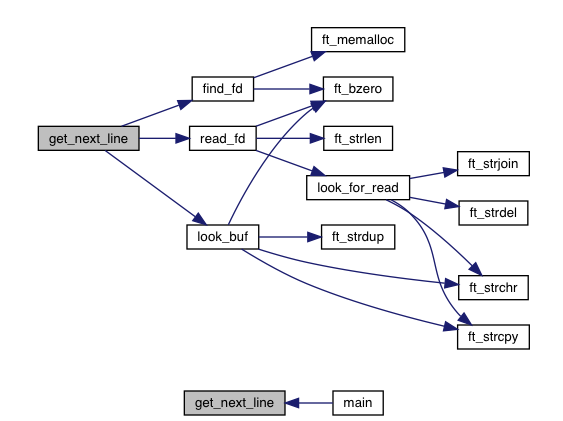 ft_memalloc
find_fd
ft_bzero
get_next_line
read_fd
ft_strlen
ft_strjoin
look_for_read
ft_strdel
look_buf
ft_strdup
ft_strchr
ft_strcpy
get_next_line
main